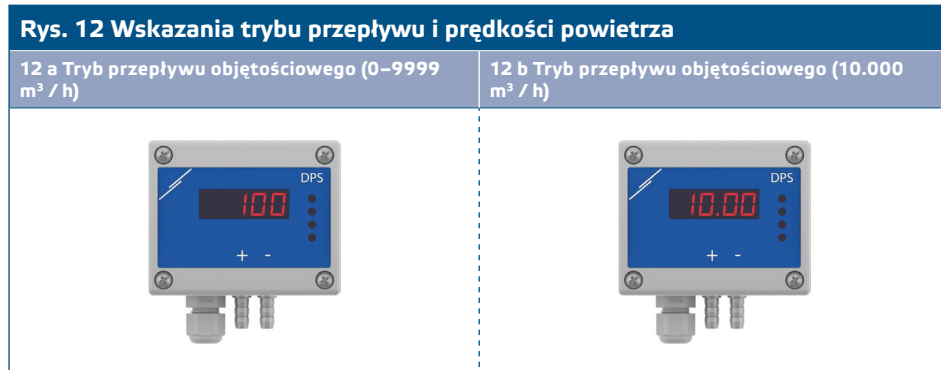 Rys. 12 Wskazania trybu przepływu i prędkości powietrza
12 a Tryb przepływu objętościowego (0–9999
m³ / h)
12 b Tryb przepływu objętościowego (10.000
m³ / h)
DPS
100
+ -
DPS
10.00
+ -